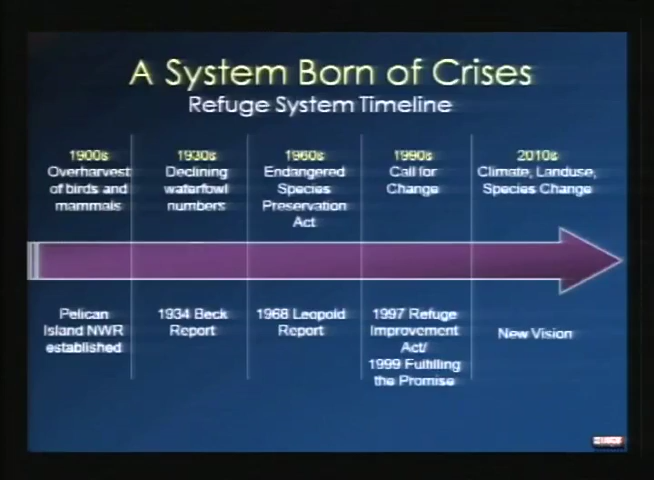 A System Born of Crises
Refuge System Timeline
1900s
Overharvest
of birds and
mammals
1930s
Declining
waterfowl
numbers
1960s
Endangered
Species
Preservation
Act
1990s
Call for
Change
2010s
Climate, Landuse,
Species Change
Pelican
Island NWR
established
1934 Beck
Report
1968 Leopold
Report
1997 Refuge
Improvement
Act/
1999 Fulfilling
the Promise
New Vision